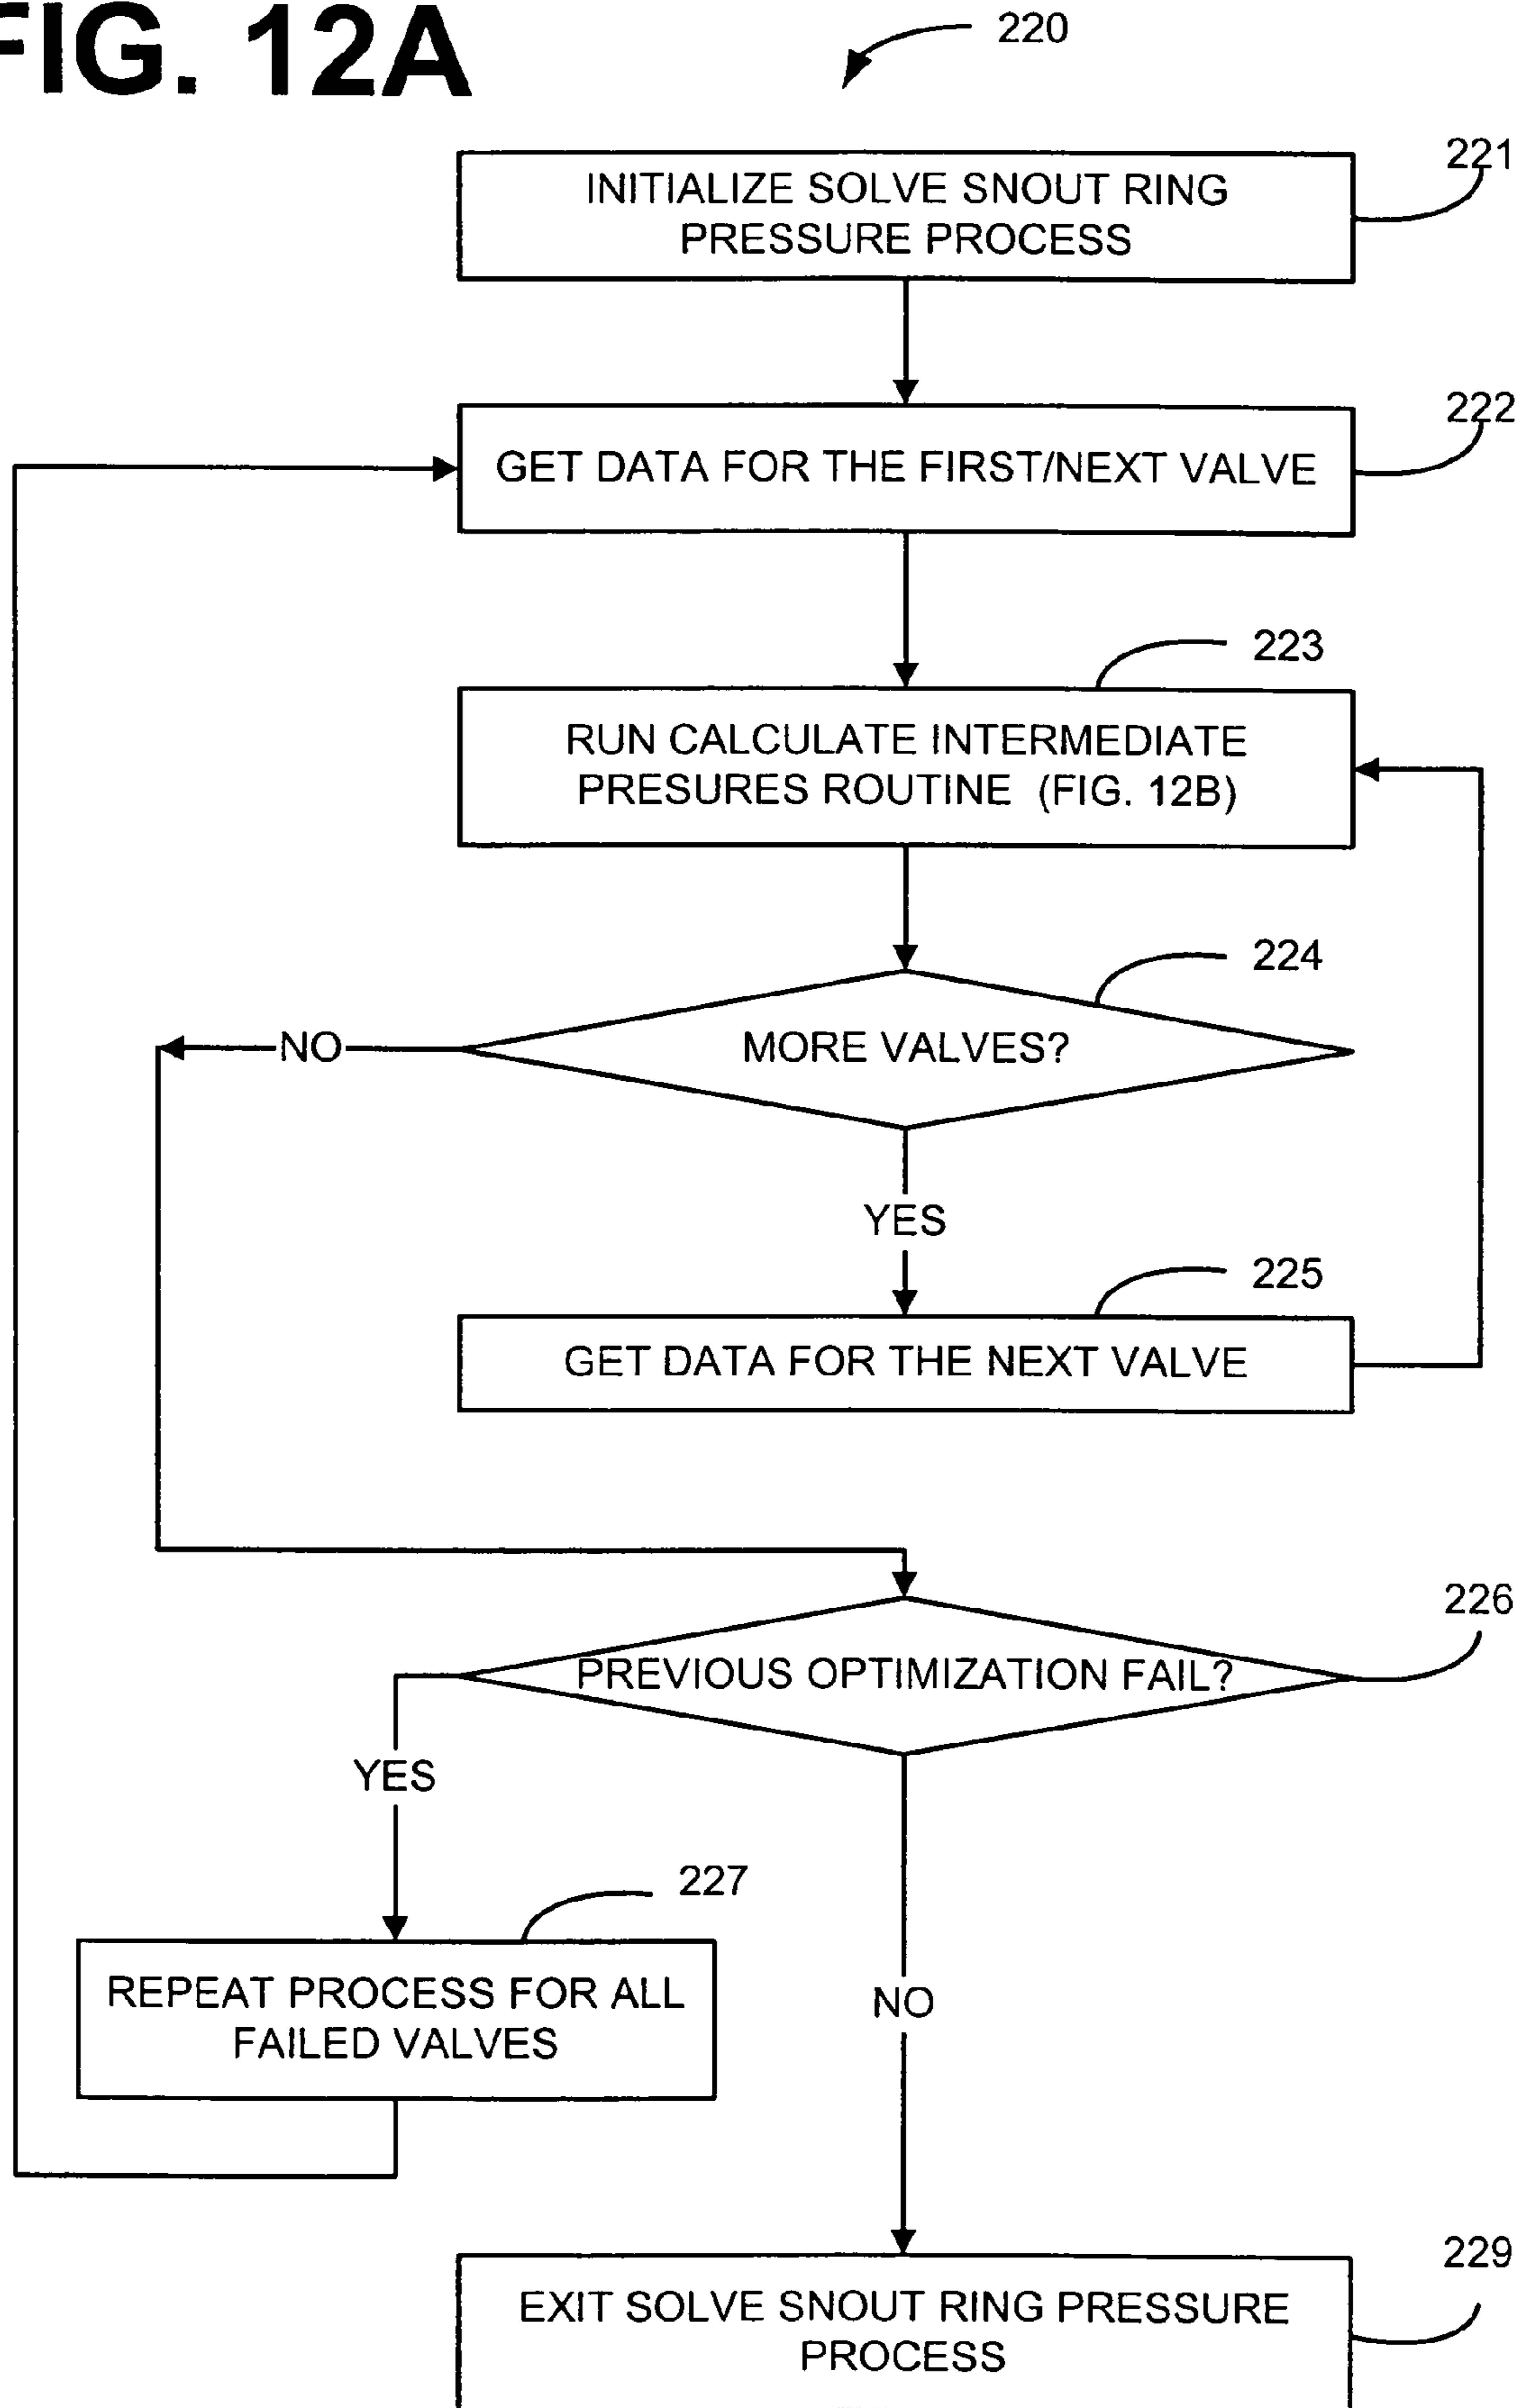 FIG. 12A
220
INITIALIZE SOLVE SNOUT RING
PRESSURE PROCESS
221
GET DATA FOR THE FIRST/NEXT VALVE
222
223
RUN CALCULATE INTERMEDIATE
PRESURES ROUTINE (FIG. 12B)
224
NO
MORE VALVES?
YES
225
GET DATA FOR THE NEXT VALVE
226
PREVIOUS OPTIMIZATION FAIL?
YES
227
REPEAT PROCESS FOR ALL
FAILED VALVES
NO
229
EXIT SOLVE SNOUT RING PRESSURE
PROCESS